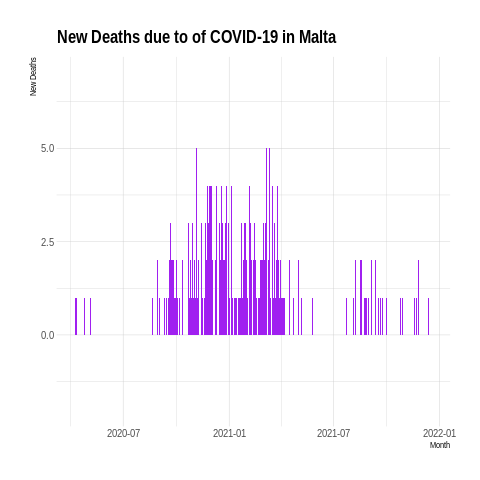 New Deaths due to of COVID-19 in Malta
New Deaths
5.0
2.5
0.0
2020-07 2021-01 2021-07 2022-01
Month